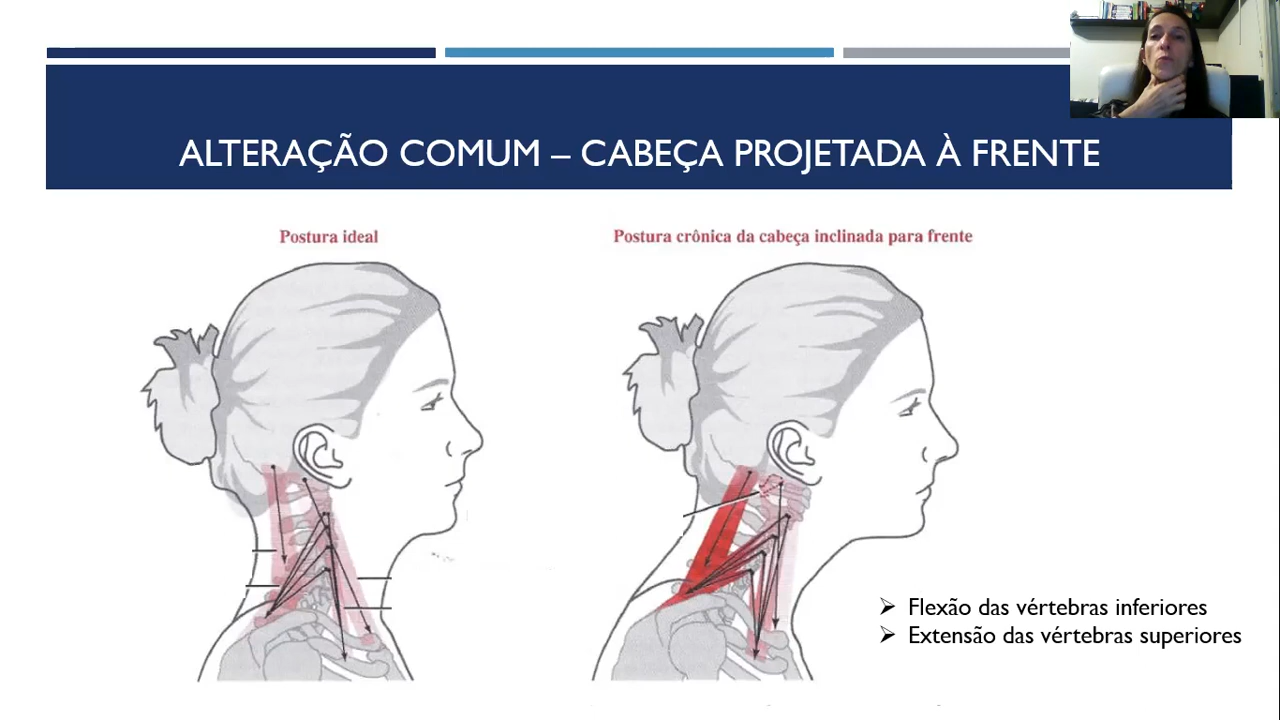 ALTERAÇÃO COMUM – CABEÇA PROJETADA À FRENTE
Postura ideal
Postura crônica da cabeça inclinada para frente
➢ Flexão das vértebras inferiores
➢ Extensão das vértebras superiores